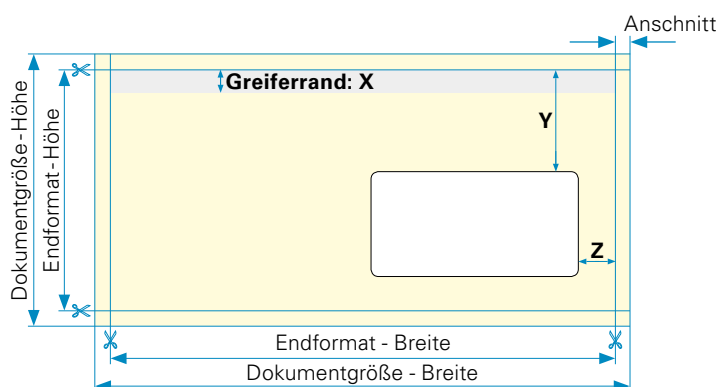 Anschnitt
Greiferrand: X
Y
Dokumentgröße - Höhe
Endformat - Höhe
Z
Endformat - Breite
Dokumentgröße - Breite